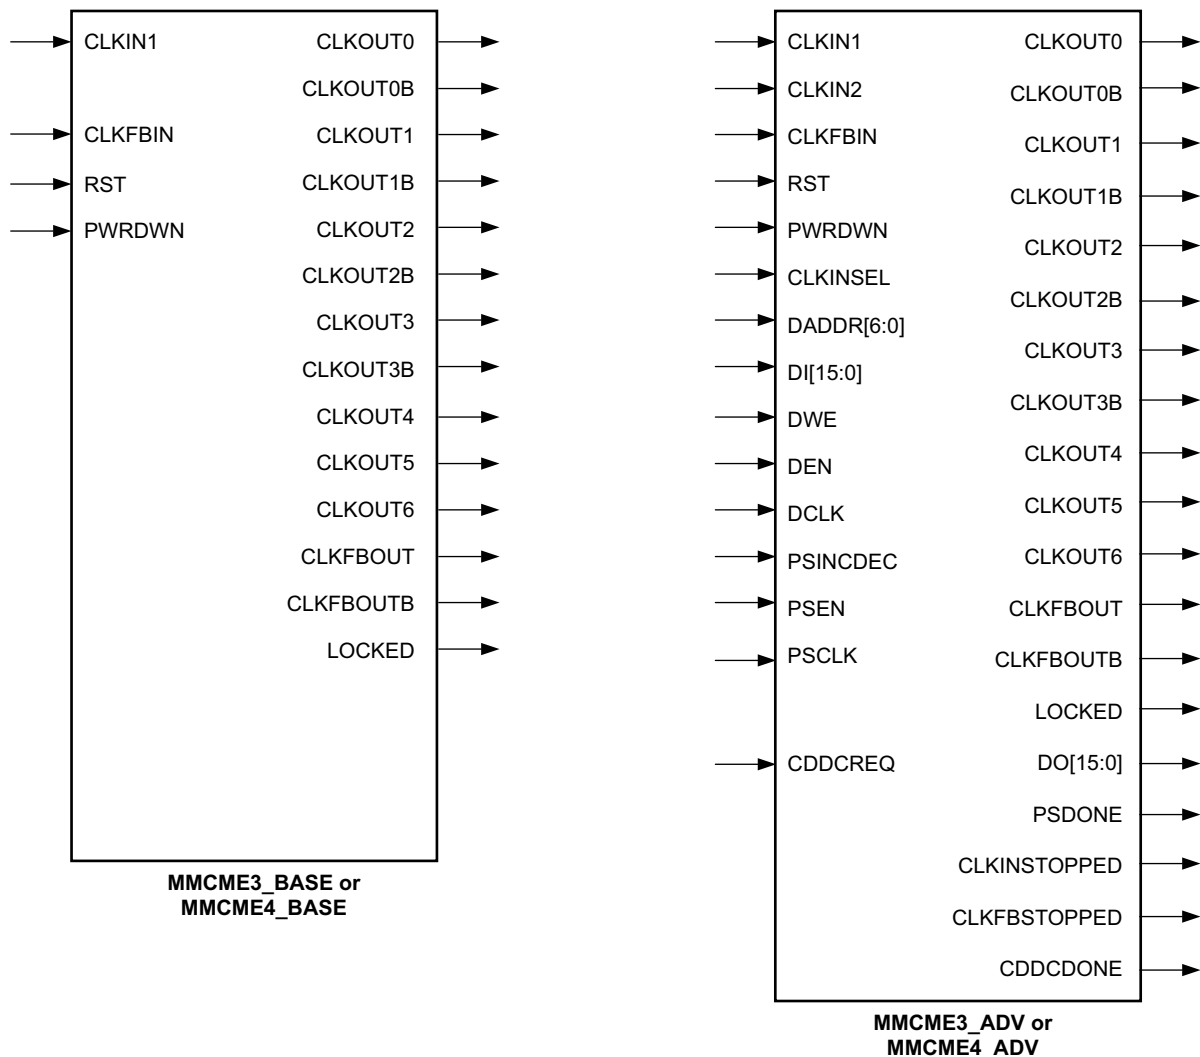 CLKIN1
CLKFBIN
RST
PWRDWN
CLKOUT0
CLKOUT0B
CLKOUT1
CLKOUT1B
CLKOUT2
CLKOUT2B
CLKOUT3
CLKOUT3B
CLKOUT4
CLKOUT5
CLKOUT6
CLKFBOUT
CLKFBOUTB
LOCKED
MMCME3_BASE or
MMCME4_BASE
CLKIN1
CLKIN2
CLKFBIN
RST
PWRDWN
CLKINSEL
DADDR[6:0]
DI[15:0]
DWE
DEN
DCLK
PSINCDEC
PSEN
PSCLK
CDDCREQ
CLKOUT0
CLKOUT0B
CLKOUT1
CLKOUT1B
CLKOUT2
CLKOUT2B
CLKOUT3
CLKOUT3B
CLKOUT4
CLKOUT5
CLKOUT6
CLKFBOUT
CLKFBOUTB
LOCKED
DO[15:0]
PSDONE
CLKINSTOPPED
CLKFBSTOPPED
CDDCDONE
MMCME3_ADV or
MMCME4_ADV